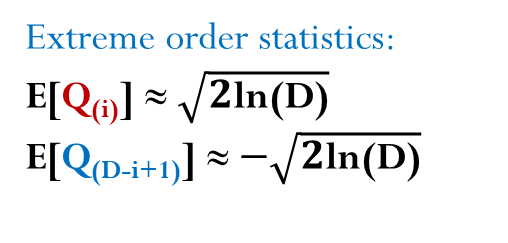 Extreme order statistics:
E[Q(i)] ≈ √2ln(D)
E[Q(D-i+1)] ≈ −√2ln(D)